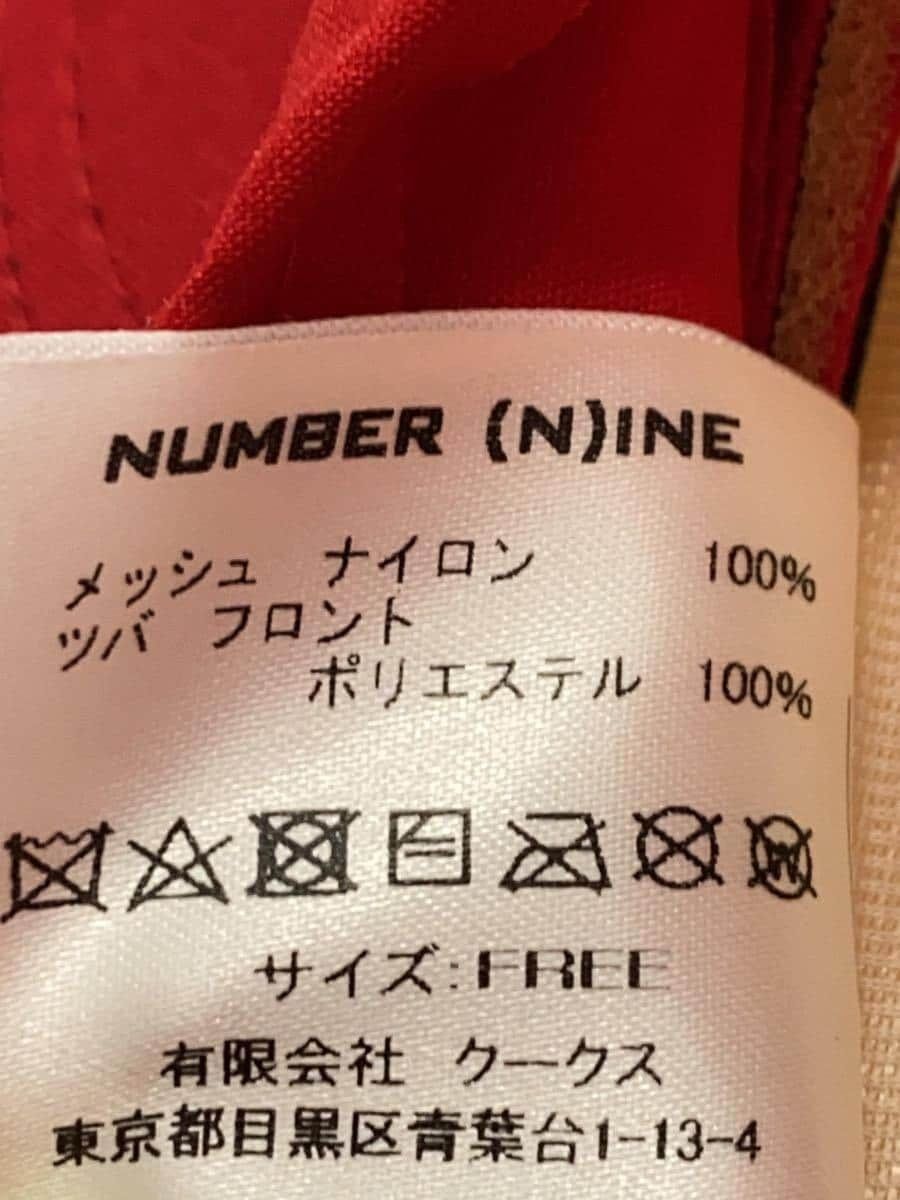 NUMBER (N)INE
メッシュ ナイロン 100%
ツバ フロント
ポリエステル 100%
サイズ:FREE
有限会社 クークス
東京都目黒区青葉台1-13-4